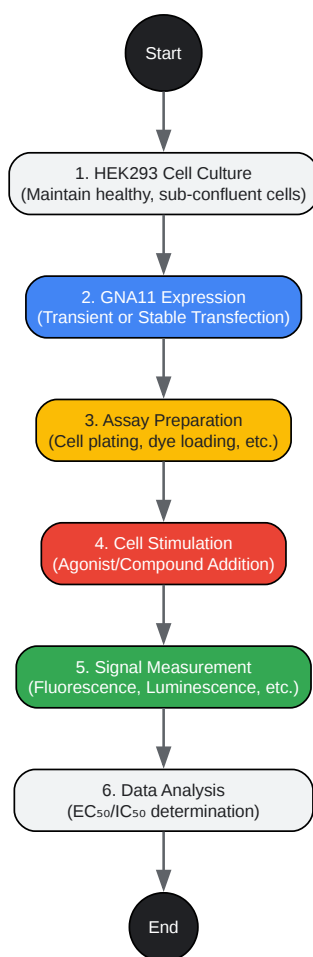 Start
1. HEK293 Cell Culture
(Maintain healthy, sub-confluent cells)
2. GNA11 Expression
(Transient or Stable Transfection)
3. Assay Preparation
(Cell plating, dye loading, etc.)
4. Cell Stimulation
(Agonist/Compound Addition)
5. Signal Measurement
(Fluorescence, Luminescence, etc.)
6. Data Analysis
(EC₅₀/IC₅₀ determination)
End